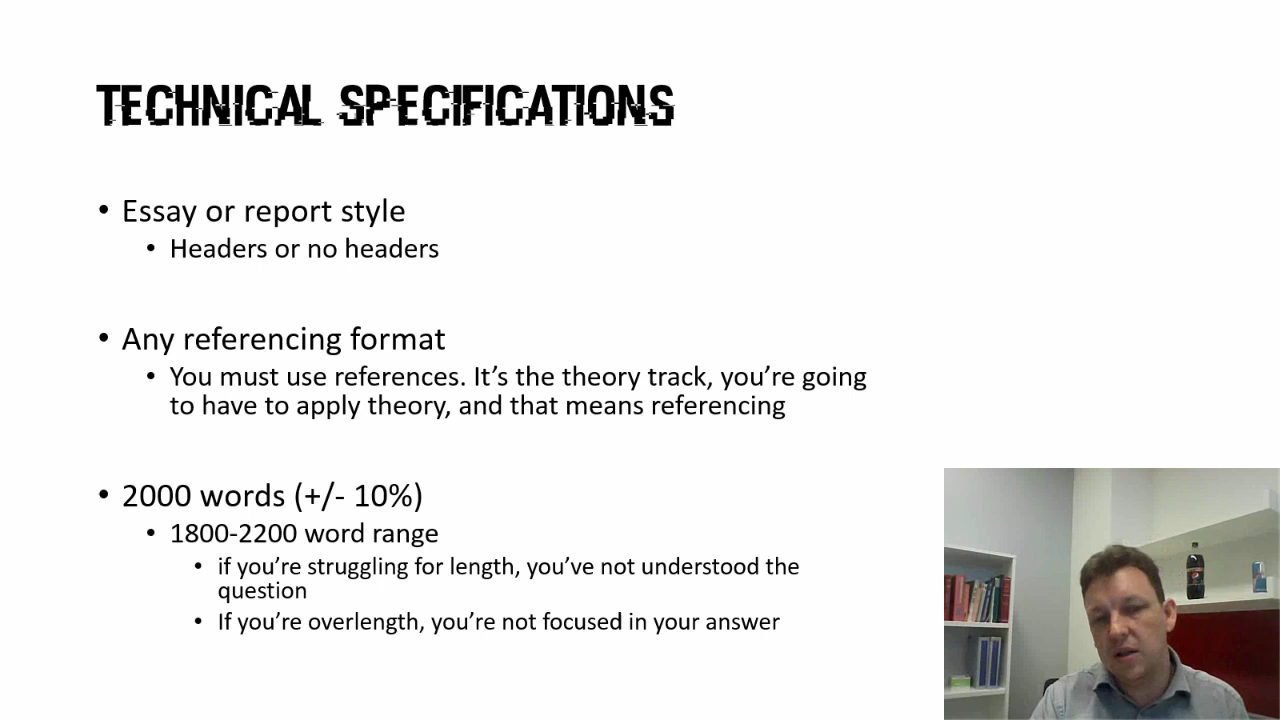 TECHNICAL SPECIFICATIONS
• Essay or report style
• Headers or no headers
• Any referencing format
• You must use references. It’s the theory track, you’re going
to have to apply theory, and that means referencing
• 2000 words (+/- 10%)
• 1800-2200 word range
• if you’re struggling for length, you’ve not understood the
question
• If you’re overlength, you’re not focused in your answer